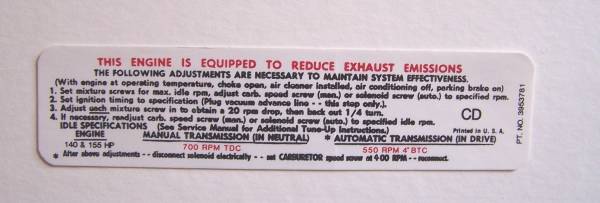 THIS ENGINE IS EQUIPPED TO REDUCE EXHAUST EMISSIONS
THE FOLLOWING ADJUSTMENTS ARE NECESSARY TO MAINTAIN SYSTEM EFFECTIVENESS.
(With engine at operating temperature, choke open, air cleaner installed, air conditioning off, parking brake on)
1. Set mixture screws for max. idle rpm, adjust carb. speed screw (man.) or solenoid screw (auto.) to specified rpm.
2. Set ignition timing to specification (Plug vacuum advance line - - this step only.).
3. Adjust each mixture screw in to obtain a 20 rpm drop, then back out 1/4 turn.
4. If necessary, readjust carb. speed screw (man.) or solenoid screw (auto.) to specified idle rpm.
CD
IDLE SPECIFICATIONS (See Service Manual for Additional Tune-Up Instructions.)
Printed in U. S. A.
ENGINE MANUAL TRANSMISSION (IN NEUTRAL) * AUTOMATIC TRANSMISSION (IN DRIVE)
140 & 155 HP 700 RPM TDC 550 RPM 4° BTC
* After above adjustments - - disconnect solenoid electrically - - set CARBURETOR speed screw at 400 RPM - - reconnect.
PT. NO. 3953781